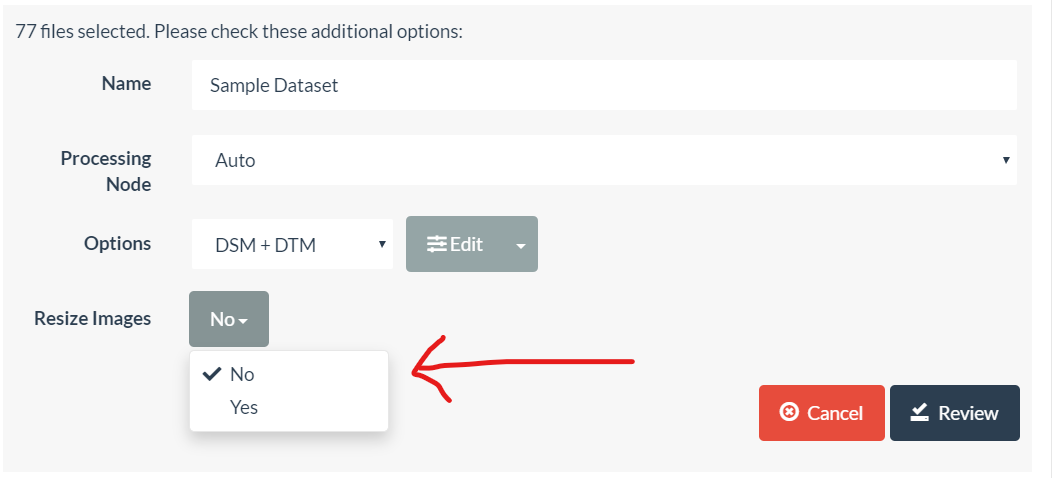 77 files selected. Please check these additional options:
Name
Sample Dataset
Processing
Node
Auto
Options
DSM + DTM
Edit
Resize Images
No
No
Yes
Cancel
Review